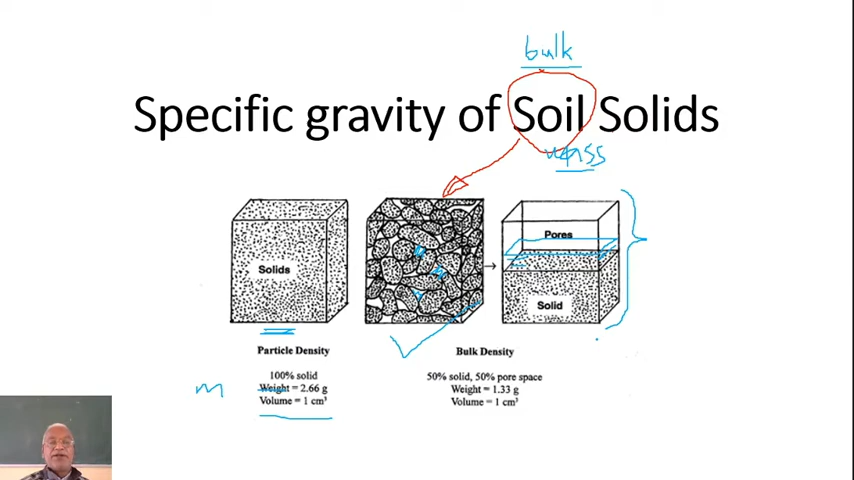 bulk
Specific gravity of Soil Solids
mass
Pores
Solids
Solid
Particle Density
Bulk Density
100% solid
Weight = 2.66 g
Volume = 1 cm³
m
50% solid, 50% pore space
Weight = 1.33 g
Volume = 1 cm³